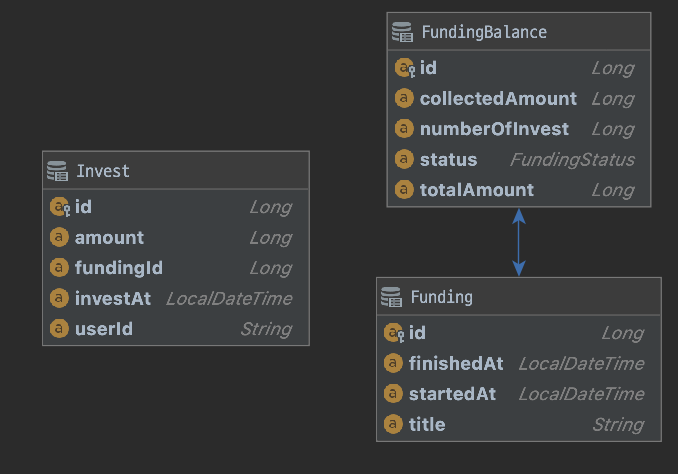 FundingBalance
id Long
collectedAmount Long
numberOfInvest Long
status FundingStatus
totalAmount Long
Invest
id Long
amount Long
fundingId Long
investAt LocalDateTime
userId String
Funding
id Long
finishedAt LocalDateTime
startedAt LocalDateTime
title String